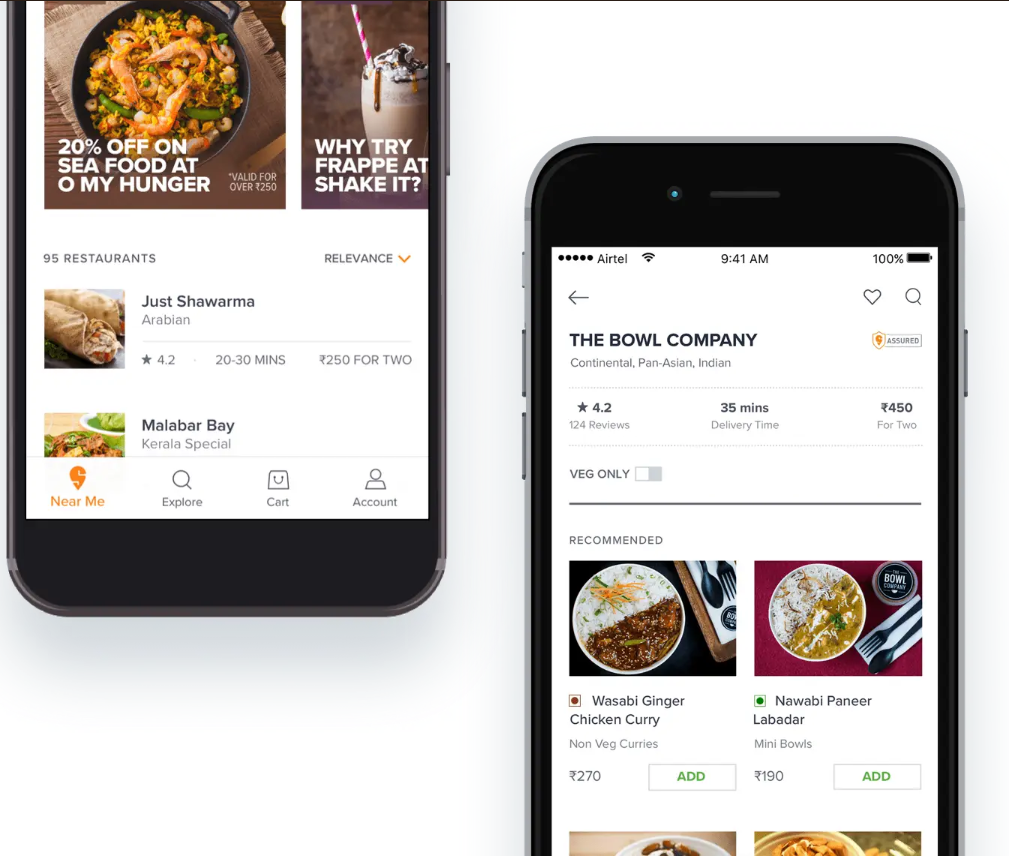 20% OFF ON
SEA FOOD AT
O MY HUNGER
*VALID FOR
OVER ₹250
WHY TRY
FRAPPE AT
SHAKE IT?
95 RESTAURANTS
RELEVANCE
Just Shawarma
Arabian
★ 4.2 · 20-30 MINS ₹250 FOR TWO
Malabar Bay
Kerala Special
Near Me
Explore
Cart
Account
Airtel 9:41 AM 100%
THE BOWL COMPANY
ASSURED
Continental, Pan-Asian, Indian
★ 4.2
124 Reviews
35 mins
Delivery Time
₹450
For Two
VEG ONLY
RECOMMENDED
THE
BOWL
COMPANY
Wasabi Ginger
Chicken Curry
Non Veg Curries
₹270 ADD
Nawabi Paneer
Labadar
Mini Bowls
₹190 ADD